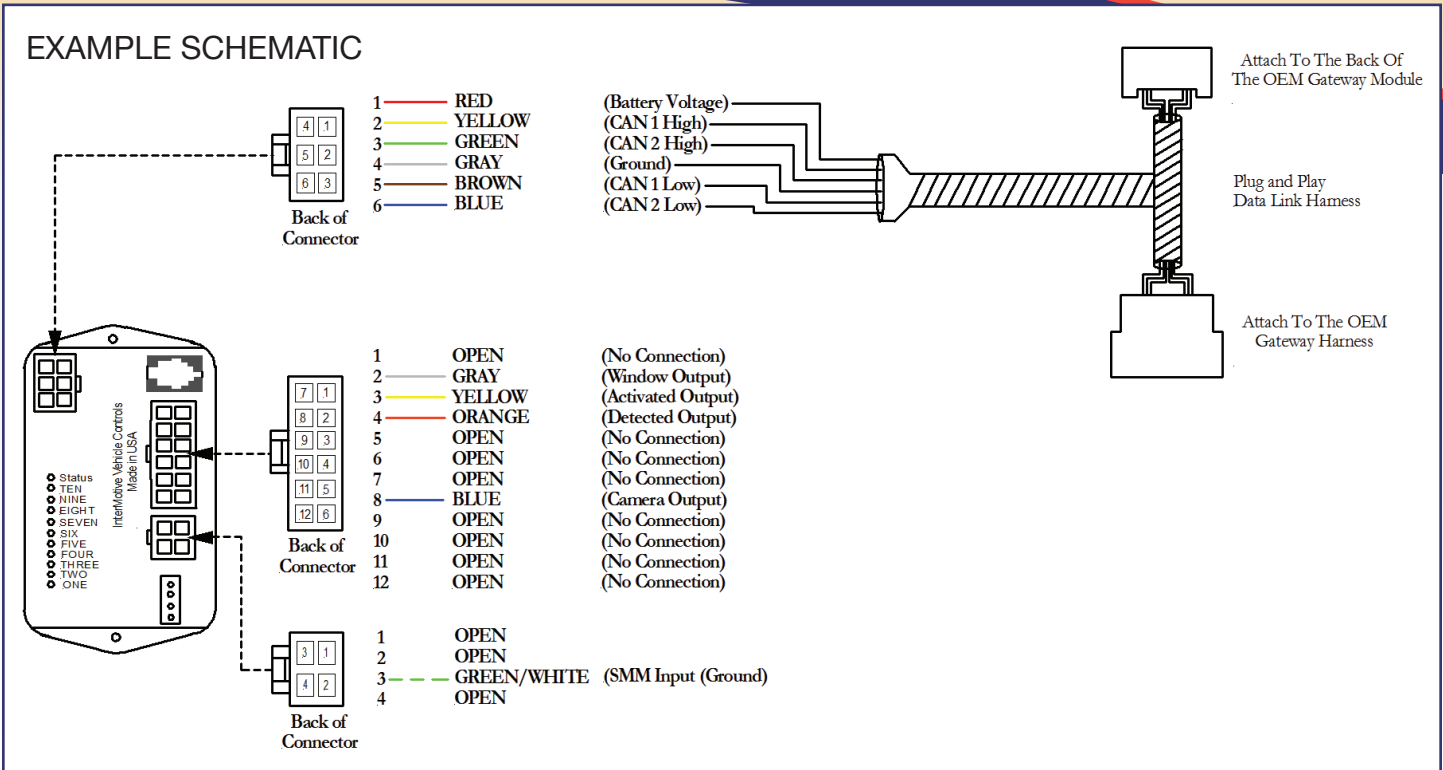 EXAMPLE SCHEMATIC
Attach To The Back Of
The OEM Gateway Module
1 RED (Battery Voltage)
2 YELLOW (CAN 1 High)
3 GREEN (CAN 2 High)
4 GRAY (Ground)
5 BROWN (CAN 1 Low)
6 BLUE (CAN 2 Low)
4 1
5 2
6 3
Back of
Connector
Plug and Play
Data Link Harness
Attach To The OEM
Gateway Harness
InterMotive Vehicle Controls
Made in USA
Status
TEN
NINE
EIGHT
SEVEN
SIX
FIVE
FOUR
THREE
TWO
ONE
7 1
8 2
9 3
10 4
11 5
12 6
Back of
Connector
1 OPEN (No Connection)
2 GRAY (Window Output)
3 YELLOW (Activated Output)
4 ORANGE (Detected Output)
5 OPEN (No Connection)
6 OPEN (No Connection)
7 OPEN (No Connection)
8 BLUE (Camera Output)
9 OPEN (No Connection)
10 OPEN (No Connection)
11 OPEN (No Connection)
12 OPEN (No Connection)
3 1
4 2
Back of
Connector
1 OPEN
2 OPEN
3 GREEN/WHITE (SMM Input (Ground)
4 OPEN